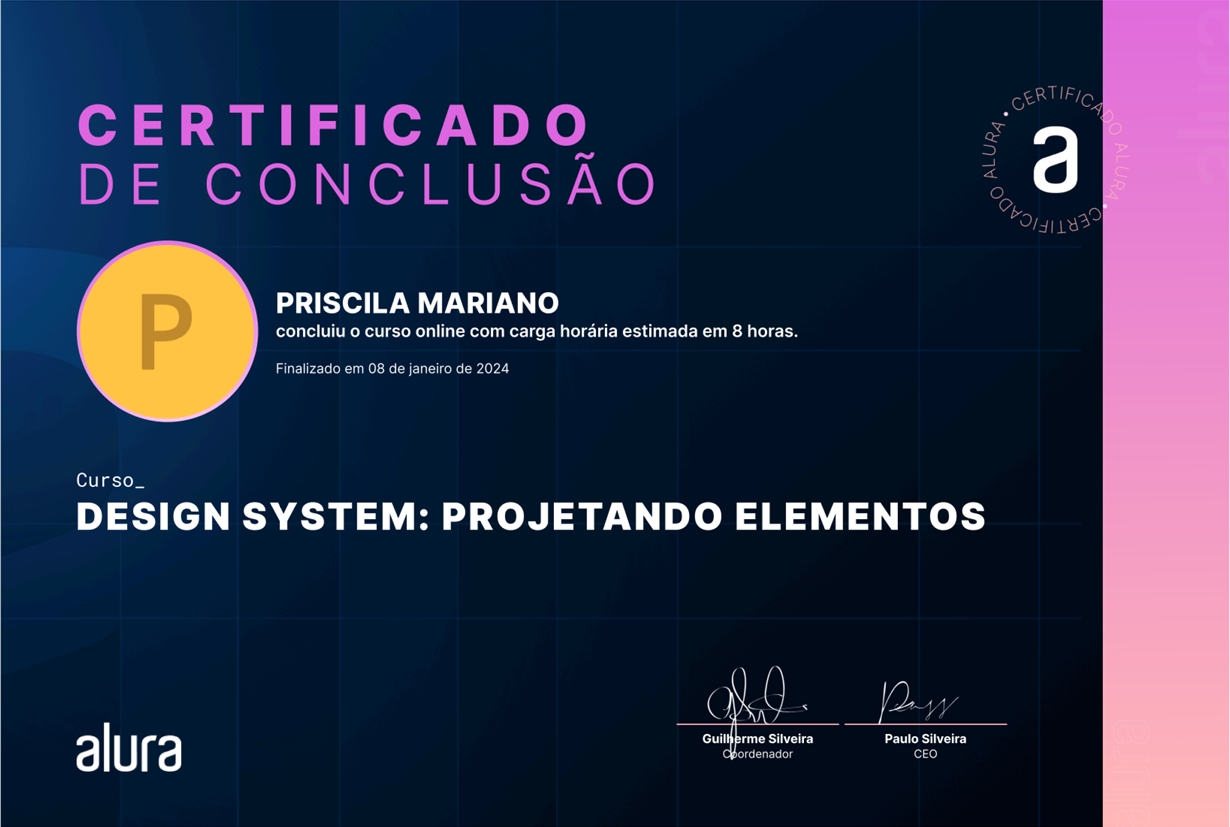 CERTIFICADO
DE CONCLUSÃO
CERTIFICADO ALURA • CERTIFICADO ALURA •
a
P
PRISCILA MARIANO
concluiu o curso online com carga horária estimada em 8 horas.
Finalizado em 08 de janeiro de 2024
Curso_
DESIGN SYSTEM: PROJETANDO ELEMENTOS
Guilherme Silveira
Coordenador
Paulo Silveira
CEO
alura
alura
alura